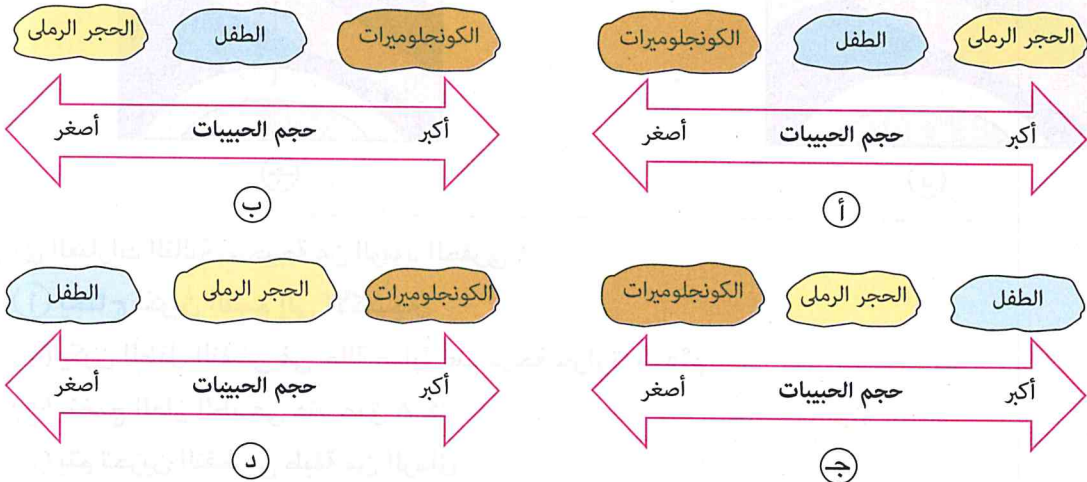 الحجر الرملى الطفل الكونجلوميرات
أكبر حجم الحبيبات أصغر
أ
الكونجلوميرات الطفل الحجر الرملى
أكبر حجم الحبيبات أصغر
ب
الطفل الحجر الرملى الكونجلوميرات
أكبر حجم الحبيبات أصغر
جـ
الكونجلوميرات الحجر الرملى الطفل
أكبر حجم الحبيبات أصغر
د